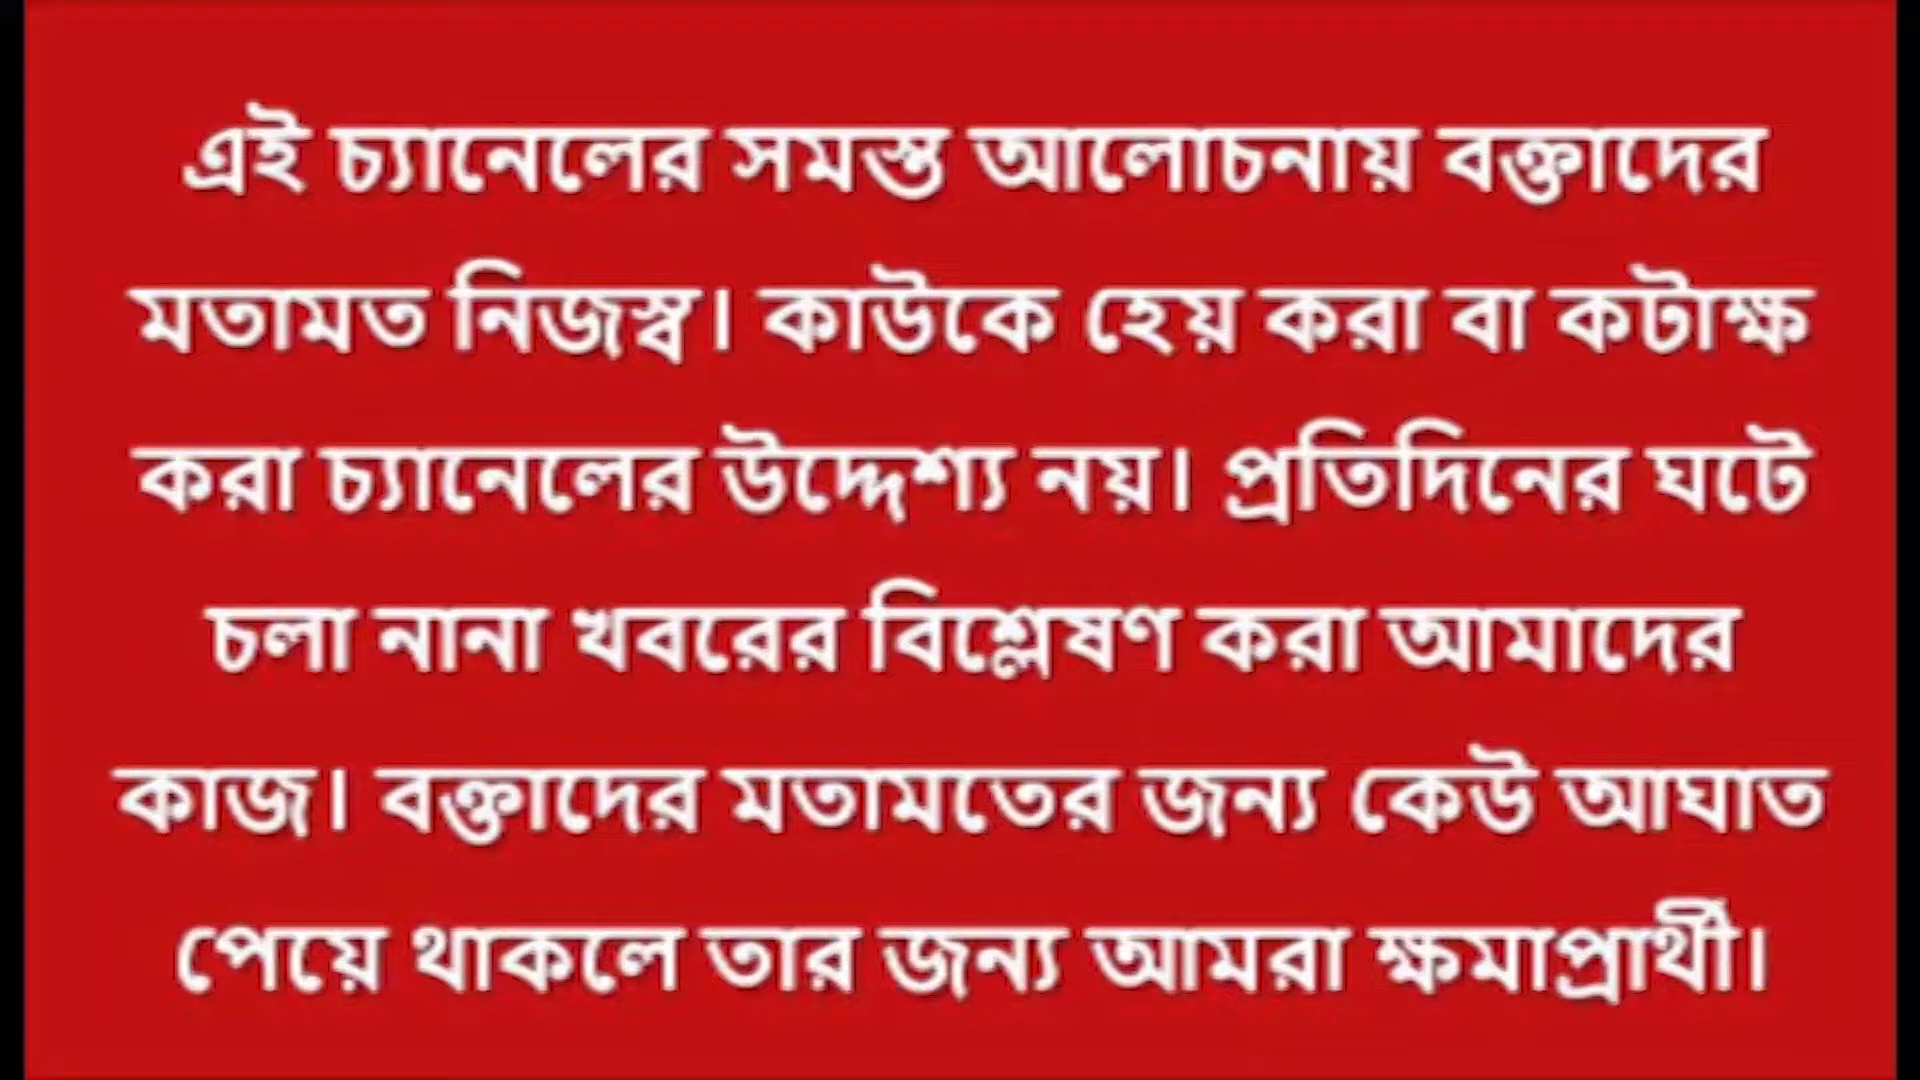 এই চ্যানেলের সমস্ত আলোচনায় বক্তাদের
মতামত নিজস্ব। কাউকে হেয় করা বা কটাক্ষ
করা চ্যানেলের উদ্দেশ্য নয়। প্রতিদিনের ঘটে
চলা নানা খবরের বিশ্লেষণ করা আমাদের
কাজ। বক্তাদের মতামতের জন্য কেউ আঘাত
পেয়ে থাকলে তার জন্য আমরা ক্ষমাপ্রার্থী।